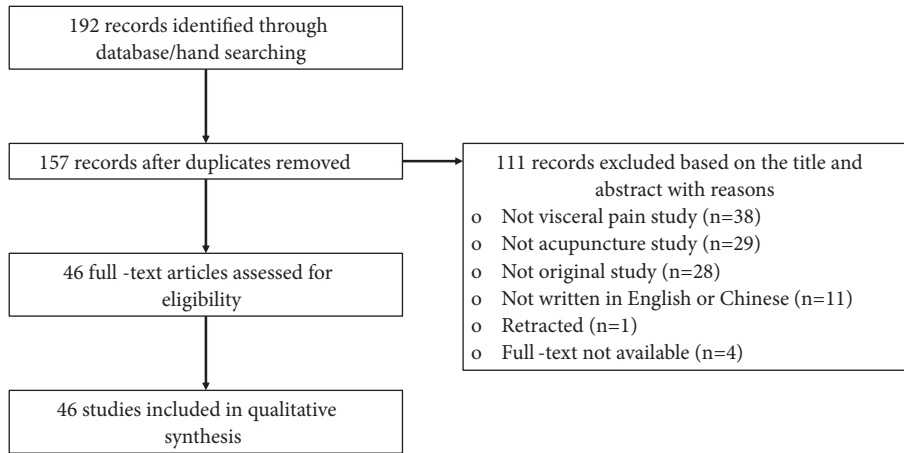 192 records identified through
database/hand searching
157 records after duplicates removed
111 records excluded based on the title and
abstract with reasons
o Not visceral pain study (n=38)
o Not acupuncture study (n=29)
o Not original study (n=28)
o Not written in English or Chinese (n=11)
o Retracted (n=1)
o Full -text not available (n=4)
46 full -text articles assessed for
eligibility
46 studies included in qualitative
synthesis